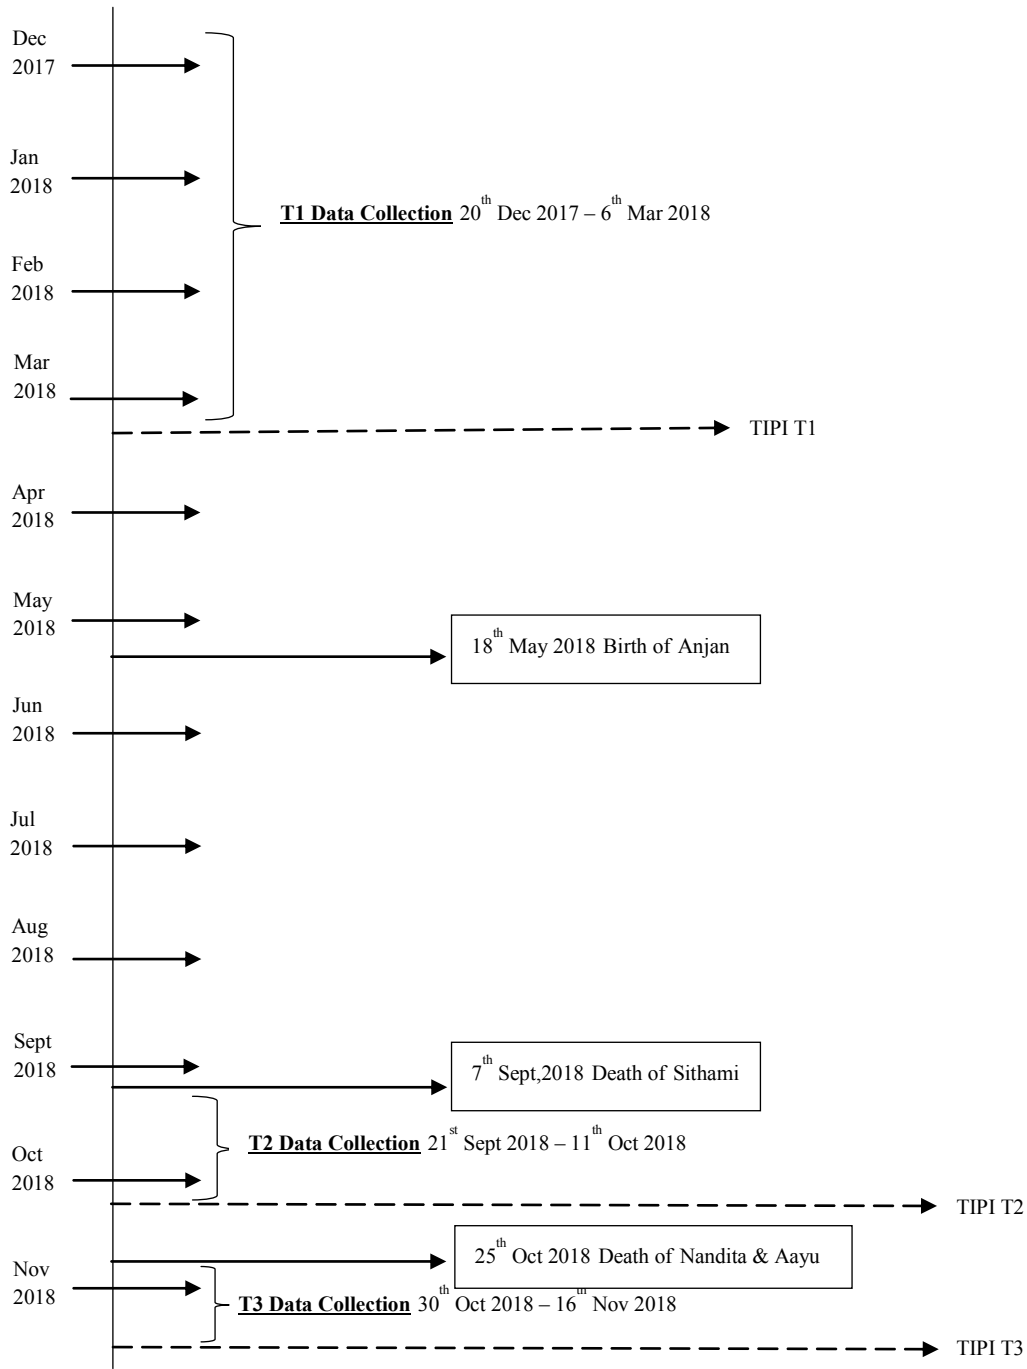 Dec
2017
Jan
2018
T1 Data Collection 20th Dec 2017 – 6th Mar 2018
Feb
2018
Mar
2018
TIPI T1
Apr
2018
May
2018
18th May 2018 Birth of Anjan
Jun
2018
Jul
2018
Aug
2018
Sept
2018
7th Sept,2018 Death of Sithami
T2 Data Collection 21st Sept 2018 – 11th Oct 2018
Oct
2018
TIPI T2
25th Oct 2018 Death of Nandita & Aayu
Nov
2018
T3 Data Collection 30th Oct 2018 – 16th Nov 2018
TIPI T3